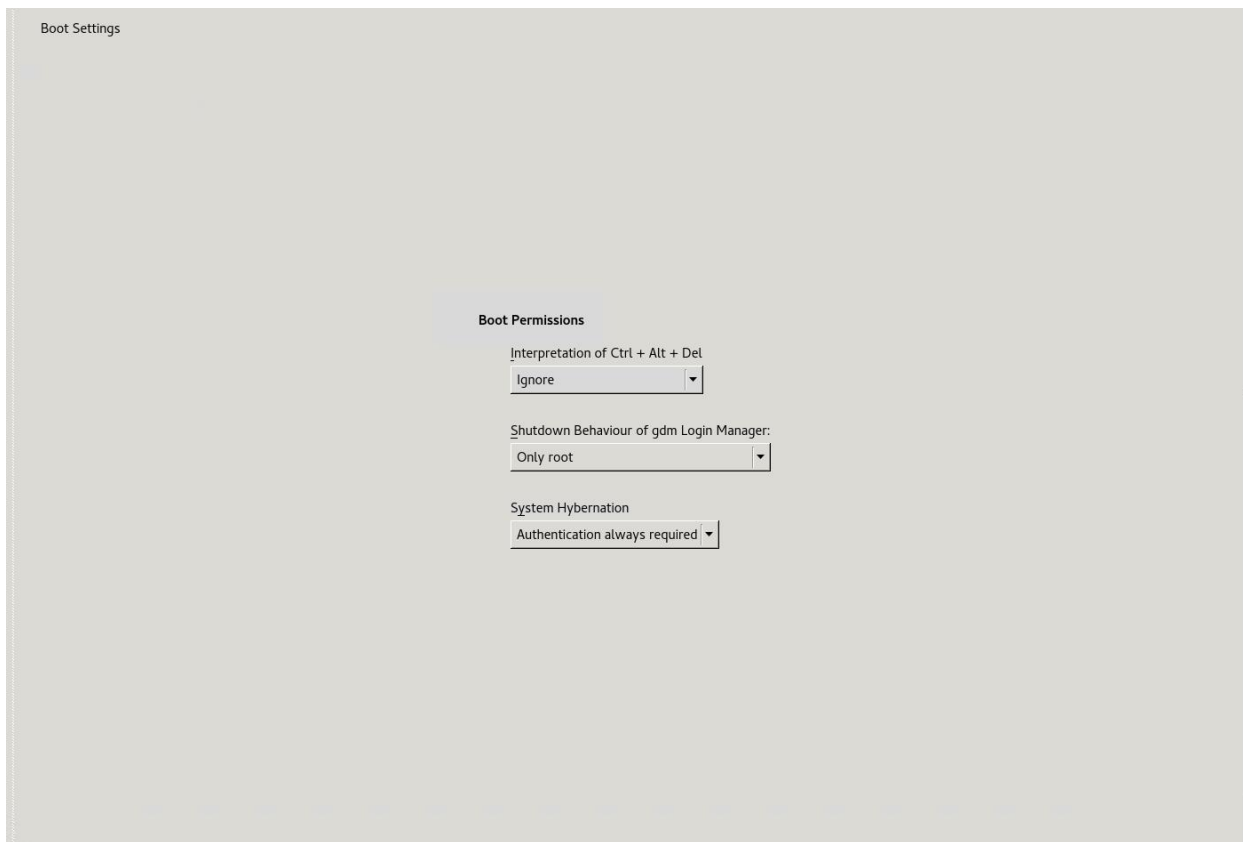 Boot Settings
Boot Permissions
Interpretation of Ctrl + Alt + Del
Ignore
Shutdown Behaviour of gdm Login Manager:
Only root
System Hybernation
Authentication always required